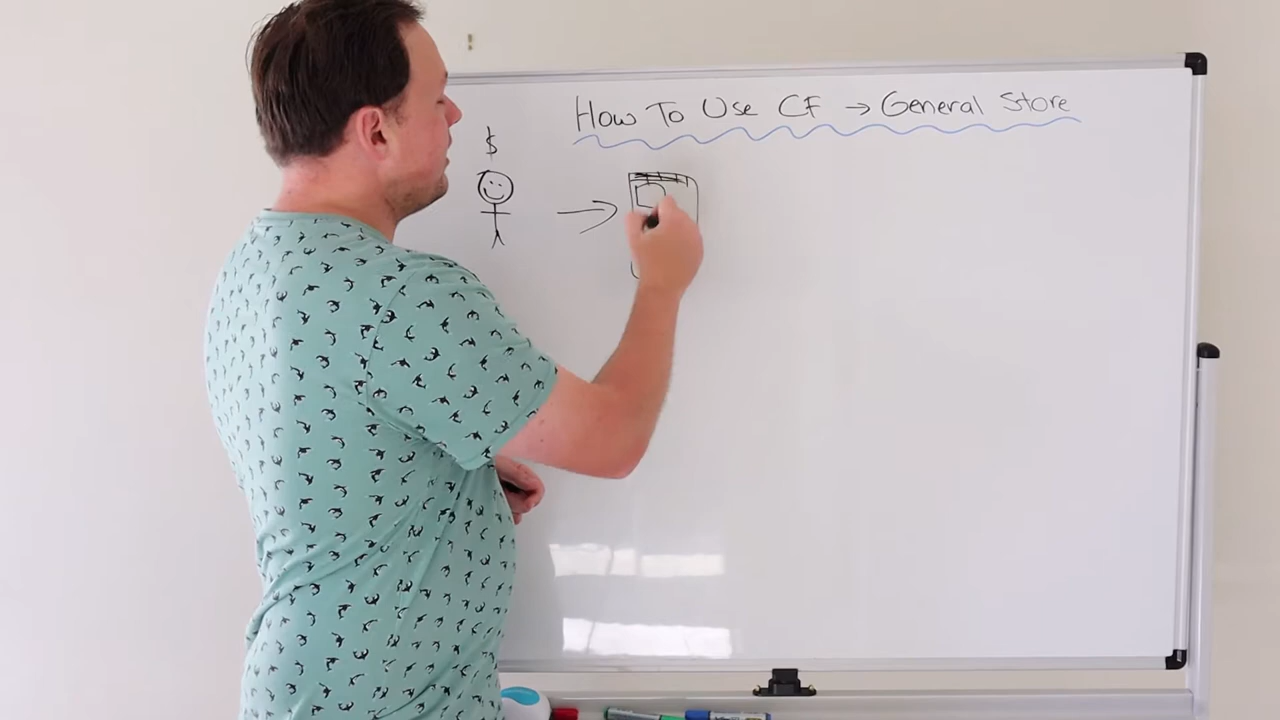 How To Use CF → General Store
$